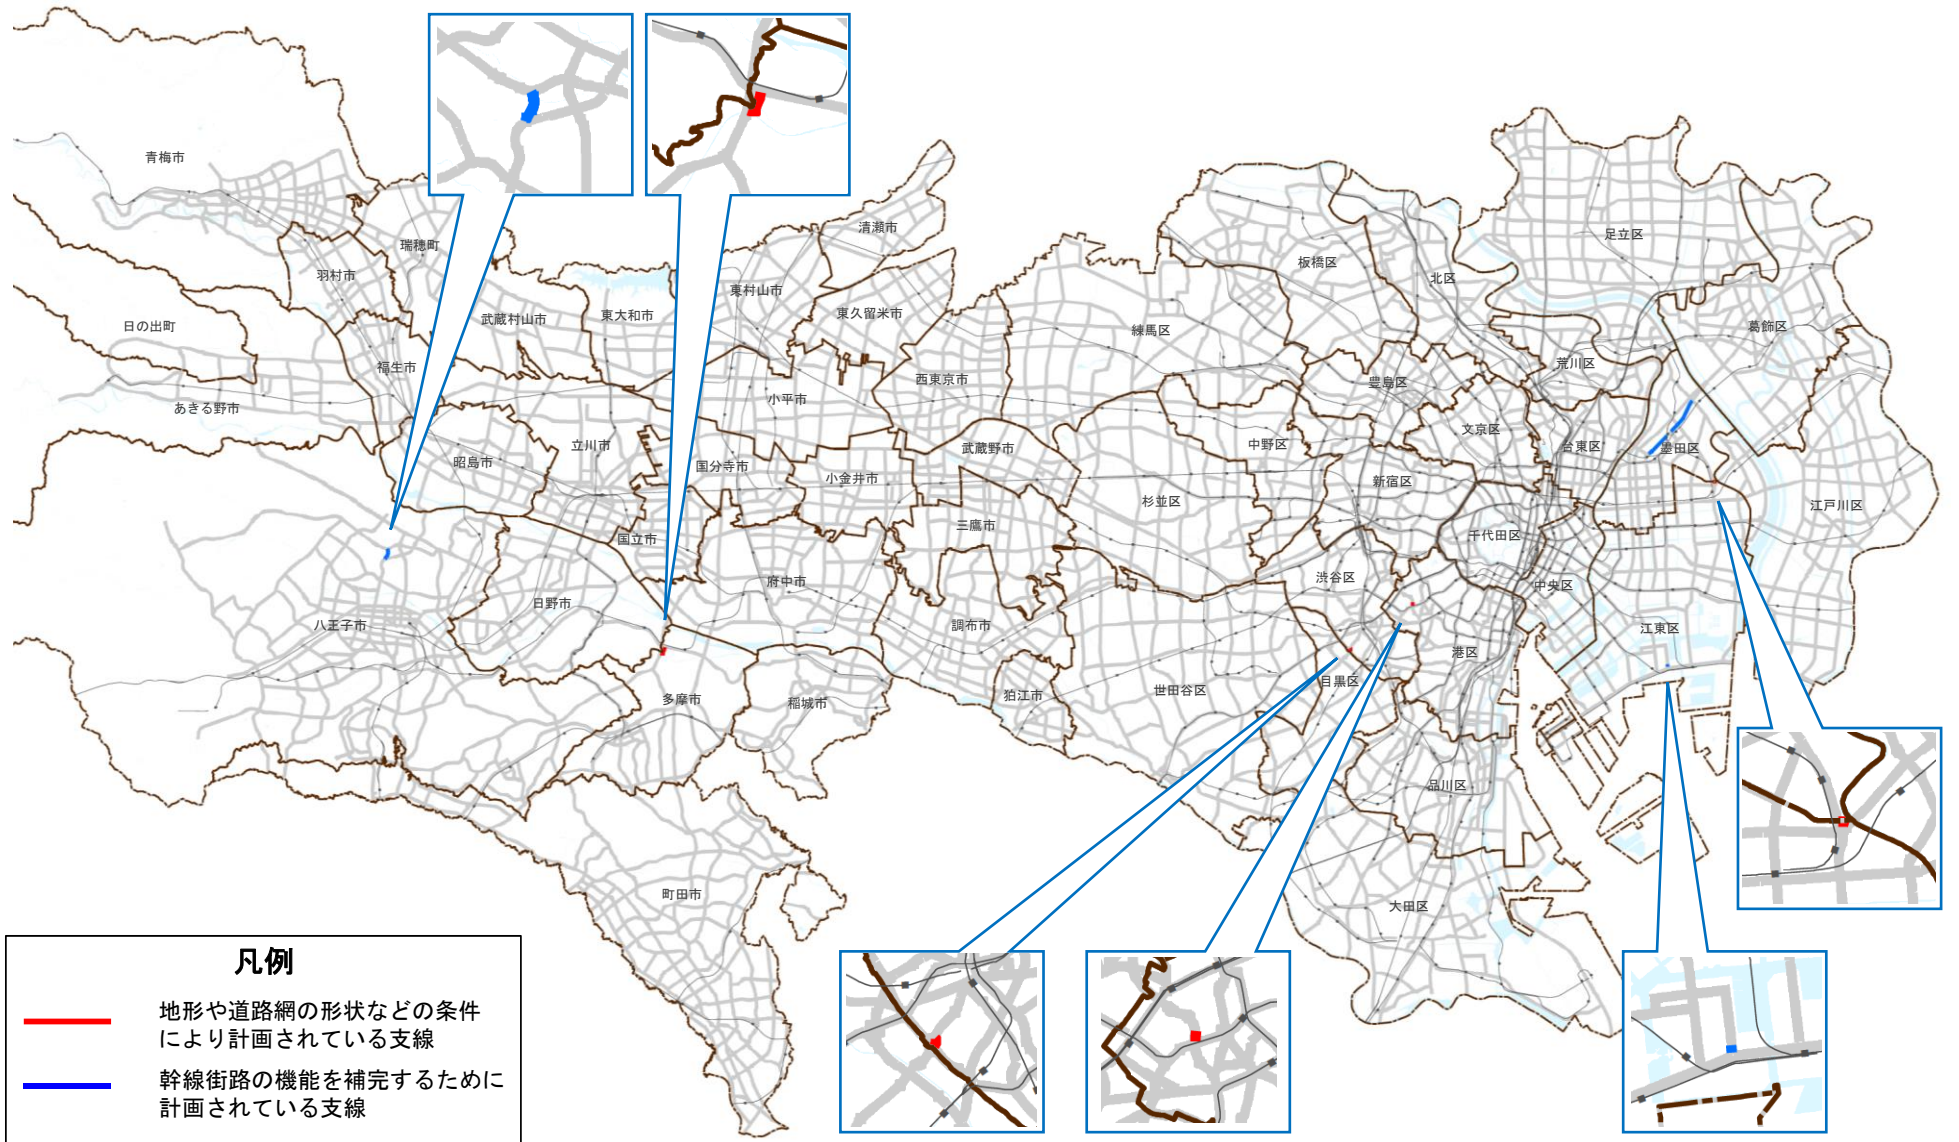 青梅市
瑞穂町
羽村市
日の出町
福生市
あきる野市
武蔵村山市
東大和市
東村山市
清瀬市
東久留米市
西東京市
小平市
昭島市
立川市
国分寺市
小金井市
武蔵野市
三鷹市
国立市
府中市
日野市
八王子市
調布市
狛江市
多摩市
稲城市
町田市
板橋区
北区
足立区
葛飾区
練馬区
荒川区
豊島区
文京区
台東区
墨田区
中野区
新宿区
杉並区
千代田区
江戸川区
渋谷区
中央区
江東区
港区
目黒区
世田谷区
品川区
大田区
凡例
地形や道路網の形状などの条件
により計画されている支線
幹線街路の機能を補完するために
計画されている支線